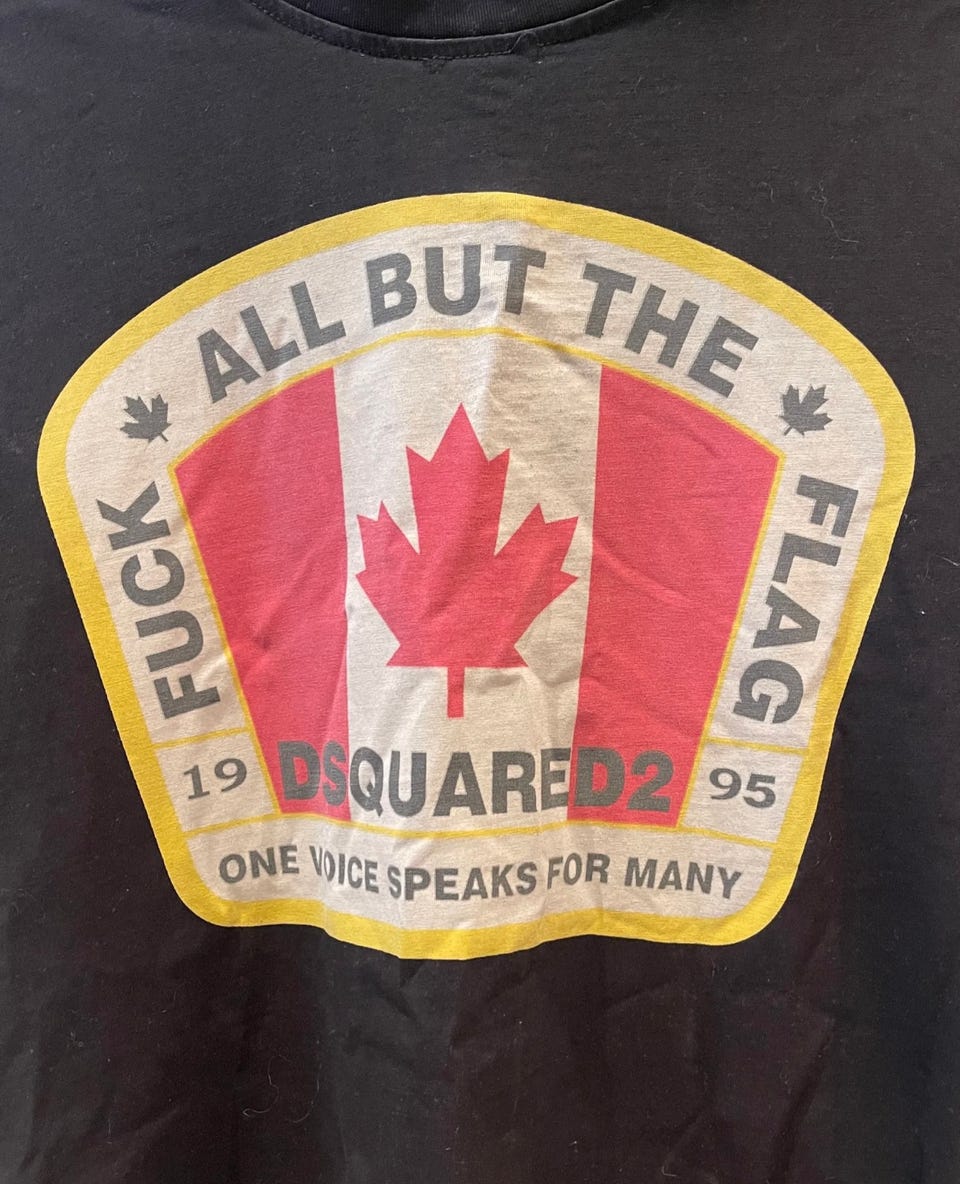 FUCK ALL BUT THE FLAG
19 DSQUARED2 95
ONE VOICE SPEAKS FOR MANY